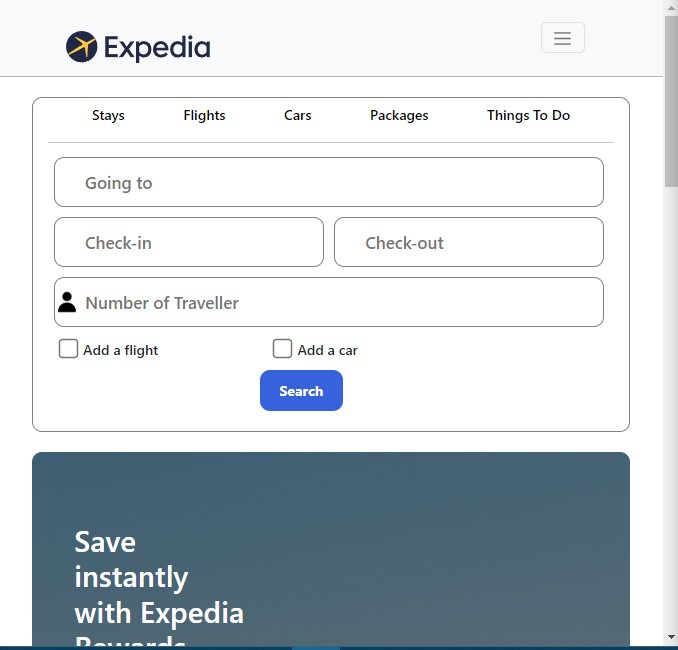 Expedia
Stays Flights Cars Packages Things To Do
Going to
Check-in Check-out
Number of Traveller
Add a flight Add a car
Search
Save
instantly
with Expedia
Rewards